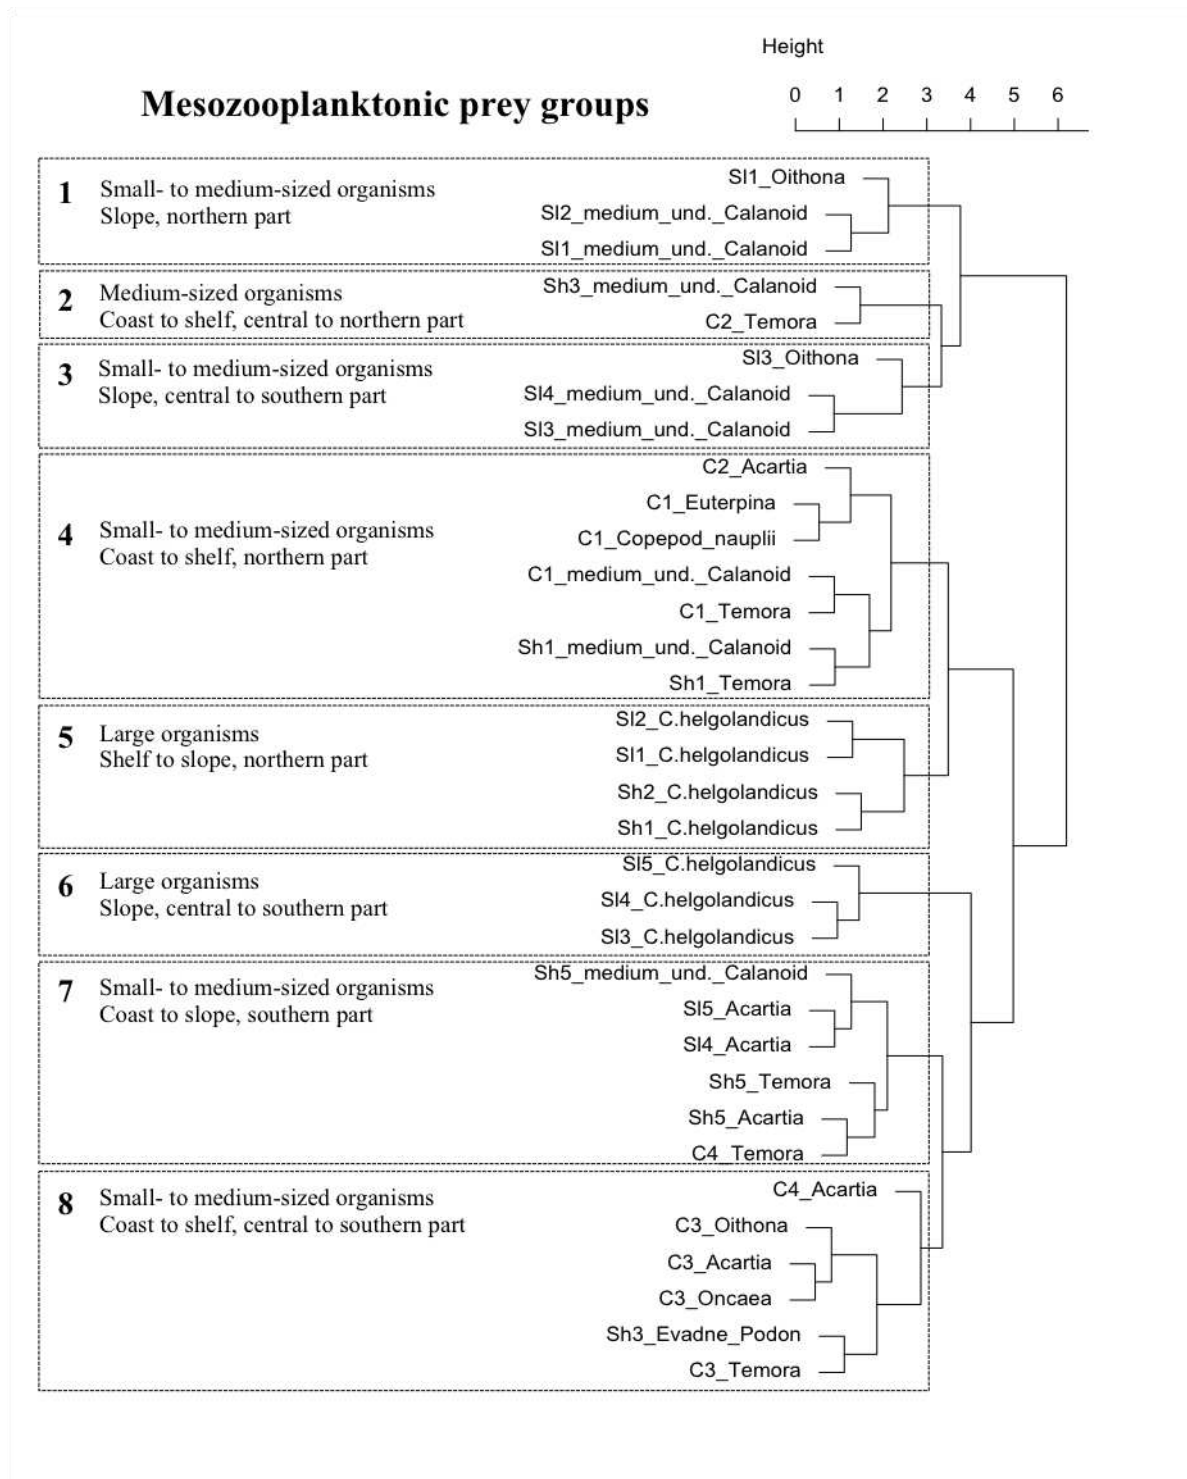 Height
Mesozooplanktonic prey groups
0 1 2 3 4 5 6
1 Small- to medium-sized organisms
Slope, northern part
Sl1_Oithona
Sl2_medium_und._Calanoid
Sl1_medium_und._Calanoid
2 Medium-sized organisms
Coast to shelf, central to northern part
Sh3_medium_und._Calanoid
C2_Temora
3 Small- to medium-sized organisms
Slope, central to southern part
Sl3_Oithona
Sl4_medium_und._Calanoid
Sl3_medium_und._Calanoid
4 Small- to medium-sized organisms
Coast to shelf, northern part
C2_Acartia
C1_Euterpina
C1_Copepod_nauplii
C1_medium_und._Calanoid
C1_Temora
Sh1_medium_und._Calanoid
Sh1_Temora
5 Large organisms
Shelf to slope, northern part
Sl2_C.helgolandicus
Sl1_C.helgolandicus
Sh2_C.helgolandicus
Sh1_C.helgolandicus
6 Large organisms
Slope, central to southern part
Sl5_C.helgolandicus
Sl4_C.helgolandicus
Sl3_C.helgolandicus
7 Small- to medium-sized organisms
Coast to slope, southern part
Sh5_medium_und._Calanoid
Sl5_Acartia
Sl4_Acartia
Sh5_Temora
Sh5_Acartia
C4_Temora
8 Small- to medium-sized organisms
Coast to shelf, central to southern part
C4_Acartia
C3_Oithona
C3_Acartia
C3_Oncaea
Sh3_Evadne_Podon
C3_Temora